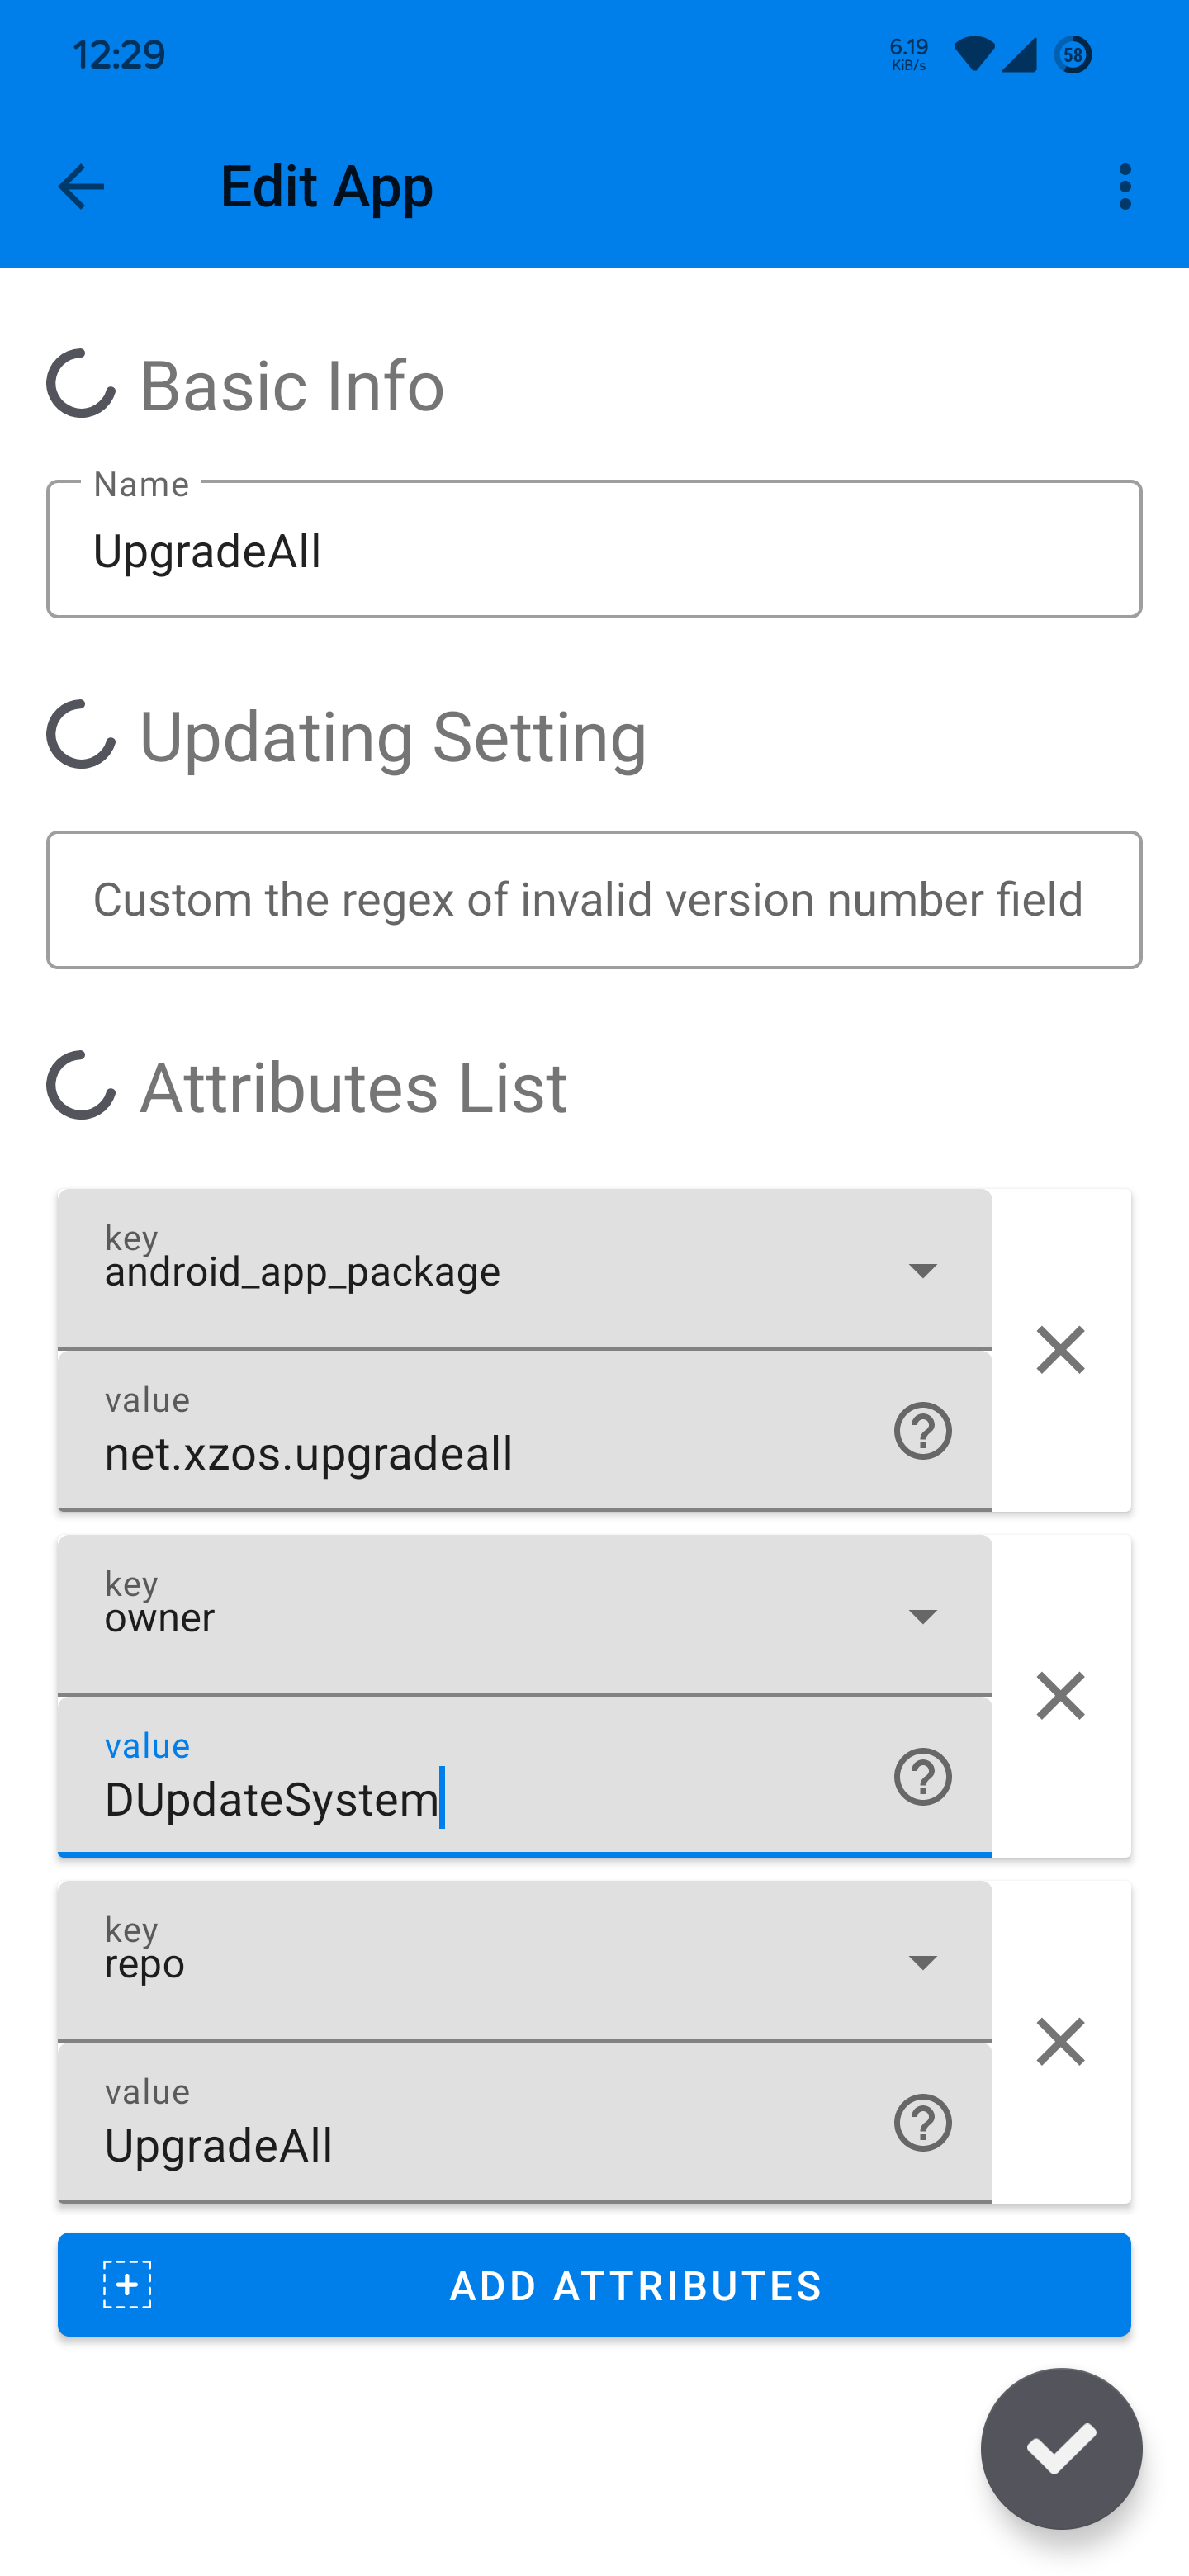 12:29
6.19
KiB/s
58
Edit App
Basic Info
Name
UpgradeAll
Updating Setting
Custom the regex of invalid version number field
Attributes List
key
android_app_package
value
net.xzos.upgradeall
key
owner
value
DUpdateSystem
key
repo
value
UpgradeAll
ADD ATTRIBUTES